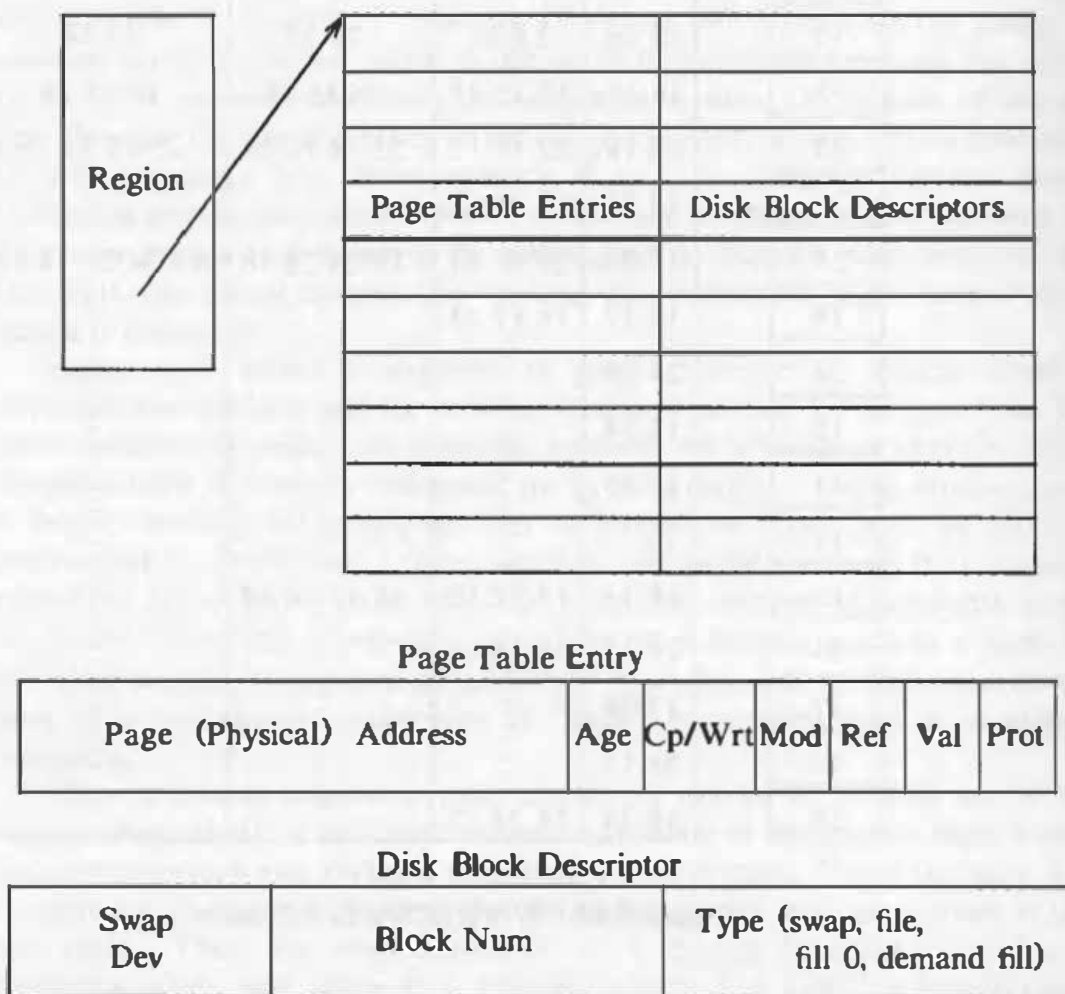 Region
Page Table Entries Disk Block Descriptors
Page Table Entry
Page (Physical) Address Age Cp/Wrt Mod Ref Val Prot
Disk Block Descriptor
Swap Dev
Block Num
Type (swap, file,
fill 0, demand fill)